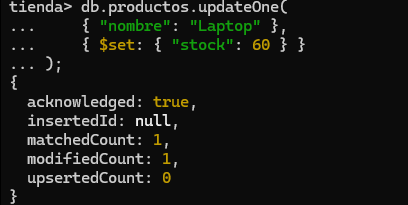 tienda> db.productos.updateOne(
...     { "nombre": "Laptop" },
...     { $set: { "stock": 60 } }
... );
{
  acknowledged: true,
  insertedId: null,
  matchedCount: 1,
  modifiedCount: 1,
  upsertedCount: 0
}